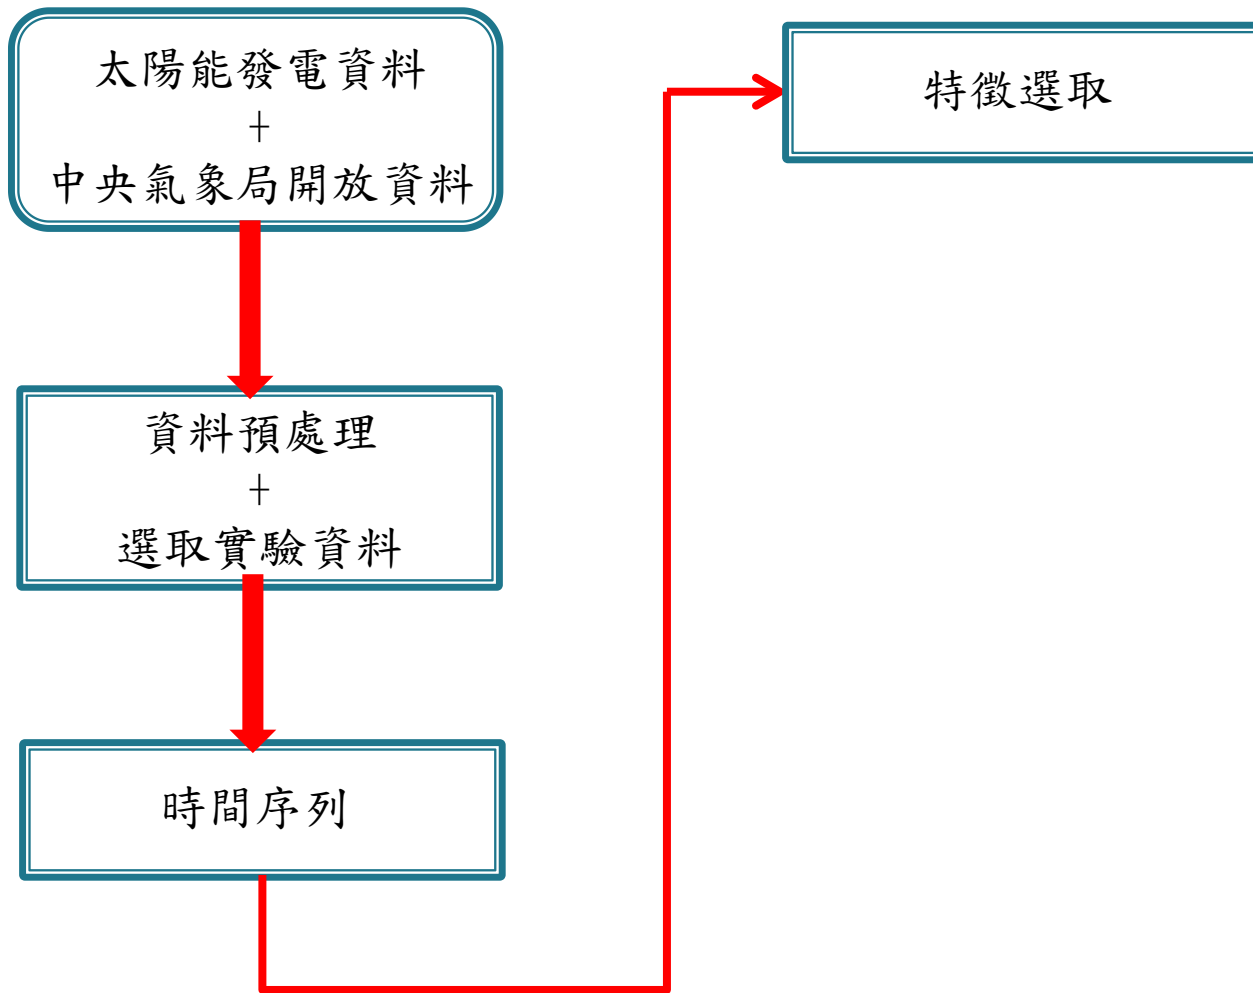 太陽能發電資料
+
中央氣象局開放資料
資料預處理
+
選取實驗資料
時間序列
特徵選取